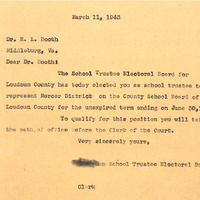 March 11, 1943
Dr. H. L. Booth
Middleburg, Va.
Dear Dr. Booth:
The School Trustee Electoral Board for
Loudoun County has today elected you as school trustee to
represent Mercer District on the County School Board of
Loudoun County for the unexpired term ending on June 30,
To qualify for this position you will
the oath of office before the Clerk of the Court.
Very sincerely yours,
School Trustee Electoral
Clerk